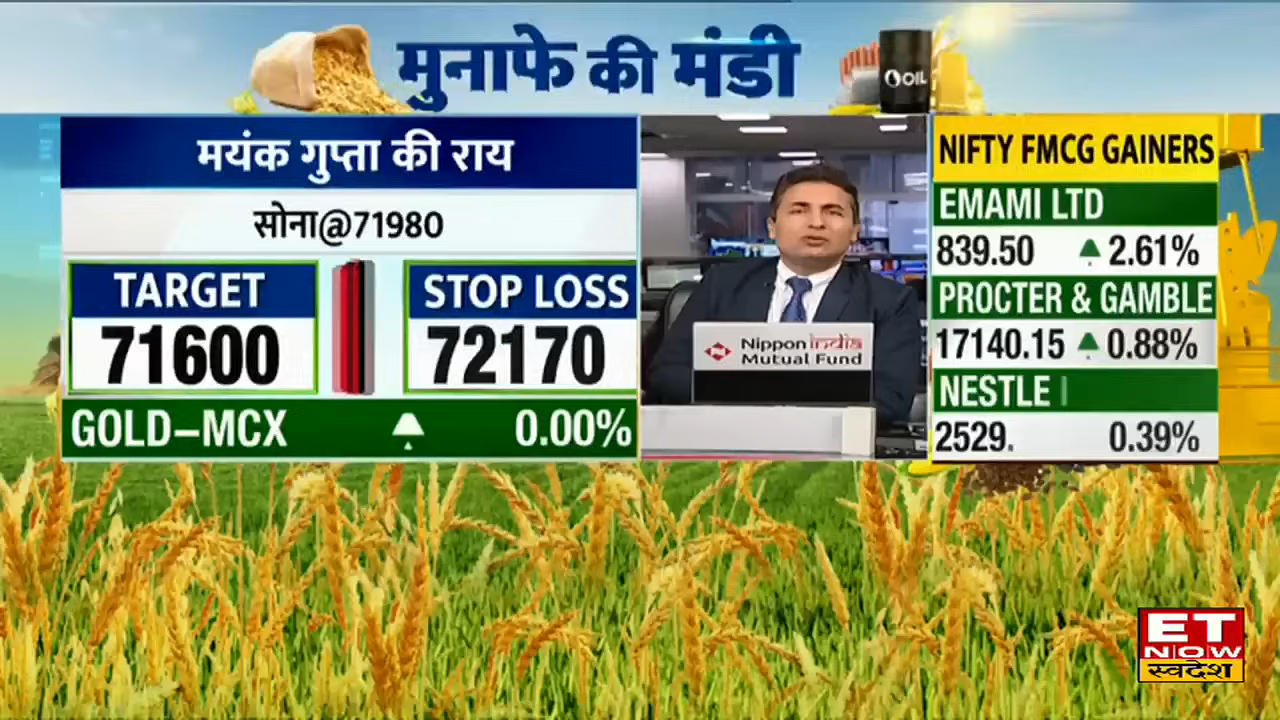 मुनाफे की मंडी
OIL
मयंक गुप्ता की राय
सोना@71980
TARGET
71600
STOP LOSS
72170
GOLD-MCX 0.00%
Nippon india
Mutual Fund
NIFTY FMCG GAINERS
EMAMI LTD
839.50 2.61%
PROCTER & GAMBLE
17140.15 0.88%
NESTLE
2529. 0.39%
ET
NOW
स्वदेश